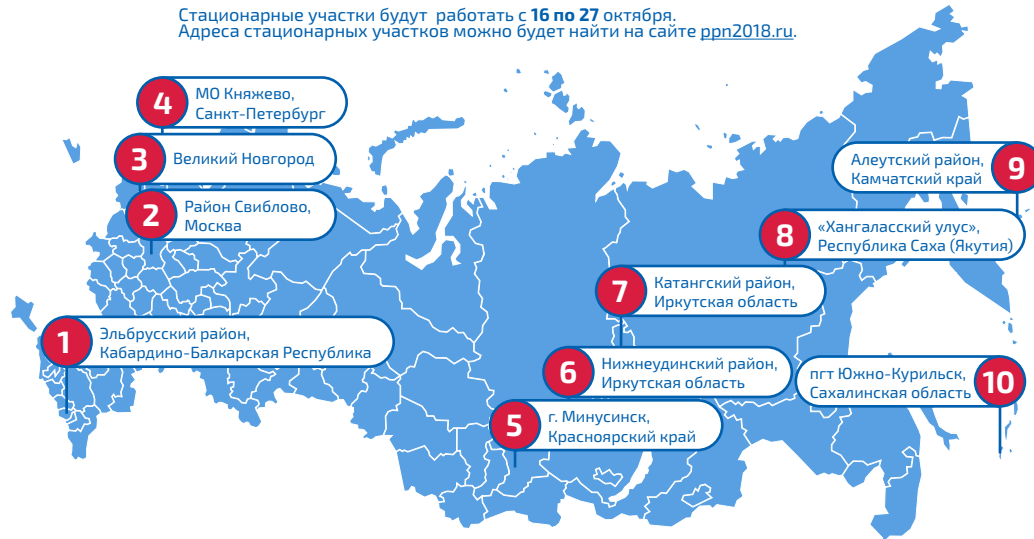 Стационарные участки будут работать с 16 по 27 октября.
Адреса стационарных участков можно будет найти на сайте ppn2018.ru.
4
МО Княжево,
Санкт-Петербург
3
Великий Новгород
2
Район Свиблово,
Москва
1
Эльбрусский район,
Кабардино-Балкарская Республика
9
Алеутский район,
Камчатский край
8
«Хангаласский улус»,
Республика Саха (Якутия)
7
Катангский район,
Иркутская область
6
Нижнеудинский район,
Иркутская область
10
пгт Южно-Курильск,
Сахалинская область
5
г. Минусинск,
Красноярский край